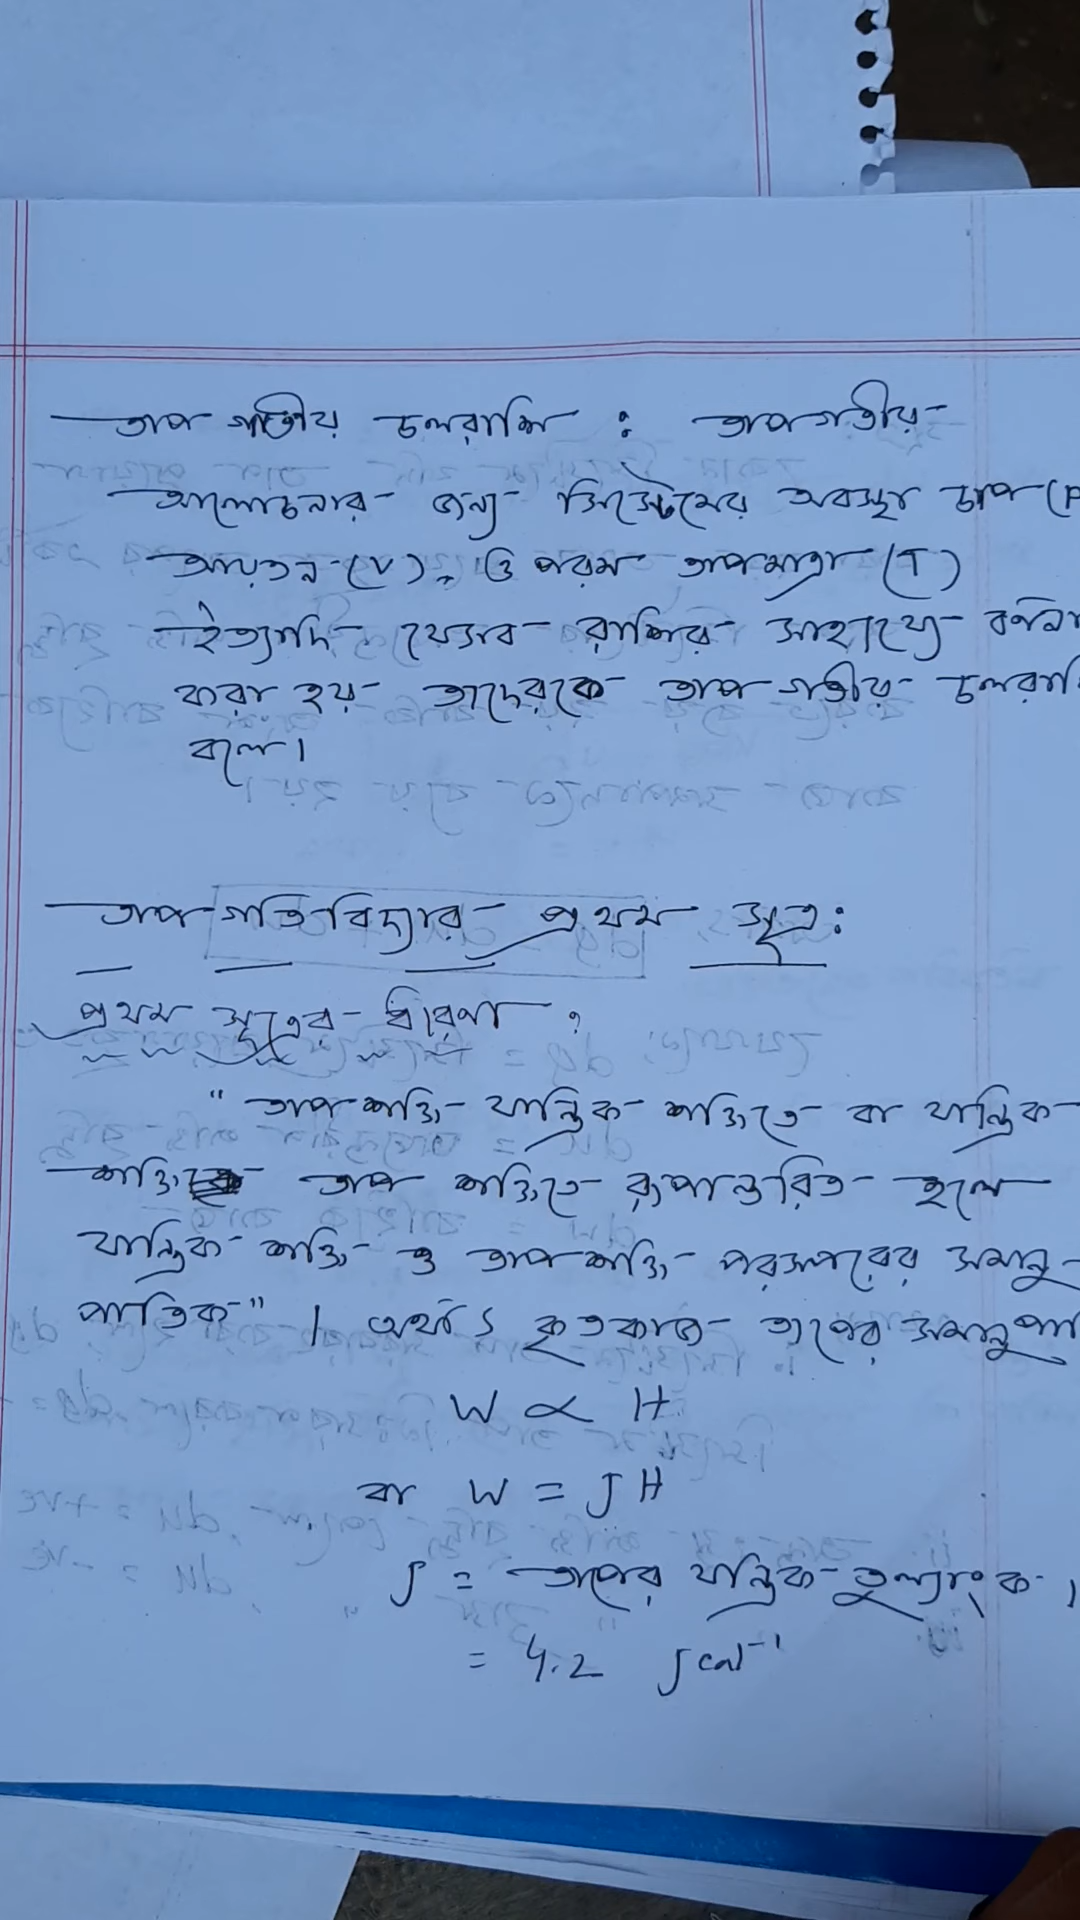 তাপ গতীয় চলরাশি : তাপগতীয়
আলোচনার জন্য সিস্টেমের অবস্থা চাপ (P
আয়তন (V), ও পরম তাপমাত্রা (T)
ইত্যাদি যেসব রাশির সাহায্যে বর্ণনা
করা হয় তাদেরকে তাপ গতীয় চলরাশি
বলে।
তাপ গতিবিদ্যার প্রথম সূত্র :
প্রথম সূত্রের ধারণা :
" তাপশক্তি যান্ত্রিক শক্তিতে বা যান্ত্রিক
শক্তি তাপ শক্তিতে রূপান্তরিত হলে
যান্ত্রিক শক্তি ও তাপশক্তি পরস্পরের সমানু-
পাতিক" । অর্থাৎ কৃতকাজ তাপের সমানুপা
W ∝ H
বা W = JH
J = তাপের যান্ত্রিক তুল্যাংক ।
= 4.2 J cal⁻¹